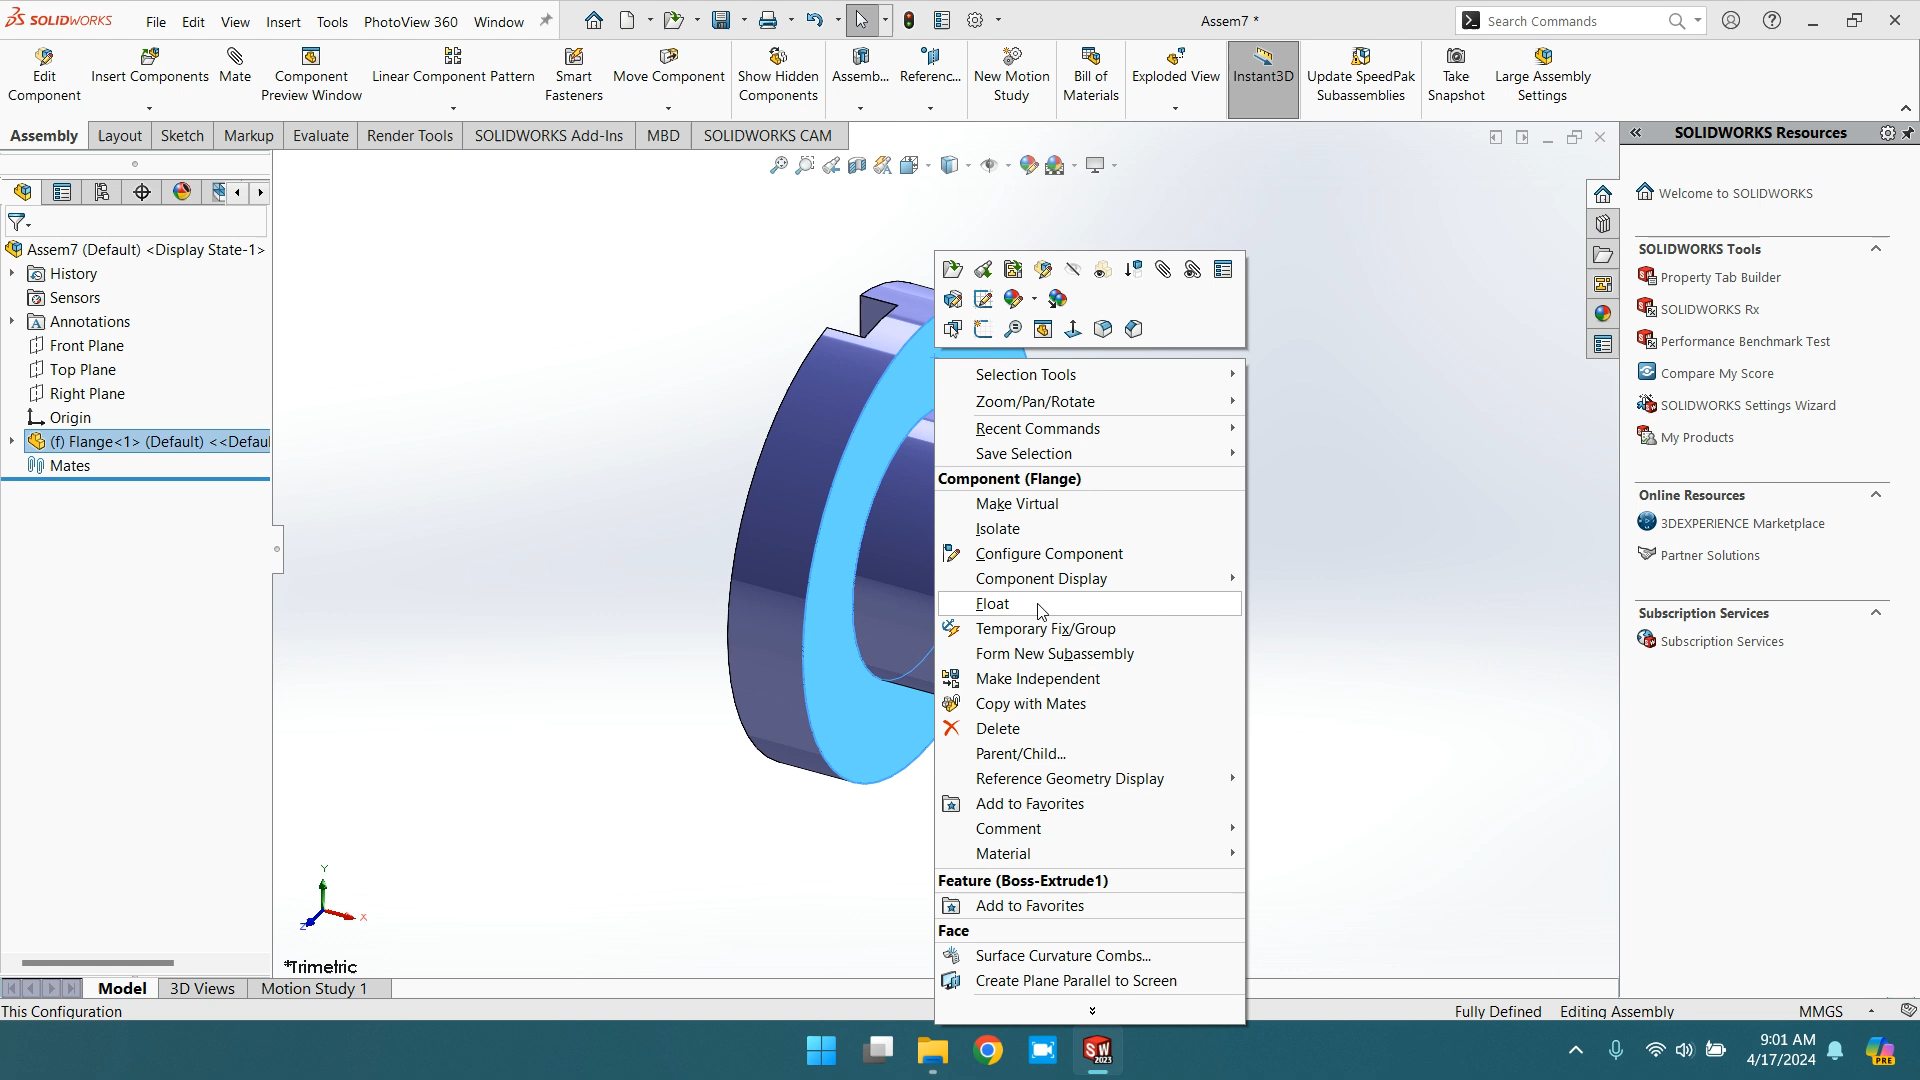 SOLIDWORKS
File Edit View Insert Tools PhotoView 360 Window
Assem7 *
Search Commands
Edit Component
Insert Components
Mate
Component Preview Window
Linear Component Pattern
Smart Fasteners
Move Component
Show Hidden Components
Assemb...
Referenc...
New Motion Study
Bill of Materials
Exploded View
Instant3D
Update SpeedPak Subassemblies
Take Snapshot
Large Assembly Settings
Assembly Layout Sketch Markup Evaluate Render Tools SOLIDWORKS Add-Ins MBD SOLIDWORKS CAM
Assem7 (Default) <Display State-1>
History
Sensors
Annotations
Front Plane
Top Plane
Right Plane
Origin
(f) Flange<1> (Default) <<Defaul
Mates
Selection Tools
Zoom/Pan/Rotate
Recent Commands
Save Selection
Component (Flange)
Make Virtual
Isolate
Configure Component
Component Display
Float
Temporary Fix/Group
Form New Subassembly
Make Independent
Copy with Mates
Delete
Parent/Child...
Reference Geometry Display
Add to Favorites
Comment
Material
Feature (Boss-Extrude1)
Add to Favorites
Face
Surface Curvature Combs...
Create Plane Parallel to Screen
SOLIDWORKS Resources
Welcome to SOLIDWORKS
SOLIDWORKS Tools
Property Tab Builder
SOLIDWORKS Rx
Performance Benchmark Test
Compare My Score
SOLIDWORKS Settings Wizard
My Products
Online Resources
3DEXPERIENCE Marketplace
Partner Solutions
Subscription Services
Subscription Services
Y
X
Z
*Trimetric
Model 3D Views Motion Study 1
This Configuration
Fully Defined Editing Assembly MMGS
SW 2023
9:01 AM
4/17/2024
PRE